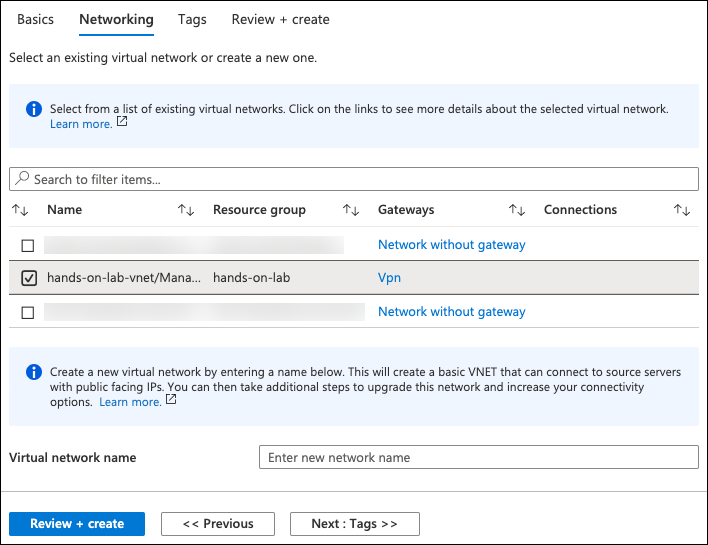 Basics Networking Tags Review + create
Select an existing virtual network or create a new one.
Select from a list of existing virtual networks. Click on the links to see more details about the selected virtual network.
Learn more.
Search to filter items...
Name Resource group Gateways Connections
Network without gateway
hands-on-lab-vnet/Mana... hands-on-lab Vpn
Network without gateway
Create a new virtual network by entering a name below. This will create a basic VNET that can connect to source servers
with public facing IPs. You can then take additional steps to upgrade this network and increase your connectivity
options. Learn more.
Virtual network name Enter new network name
Review + create << Previous Next : Tags >>